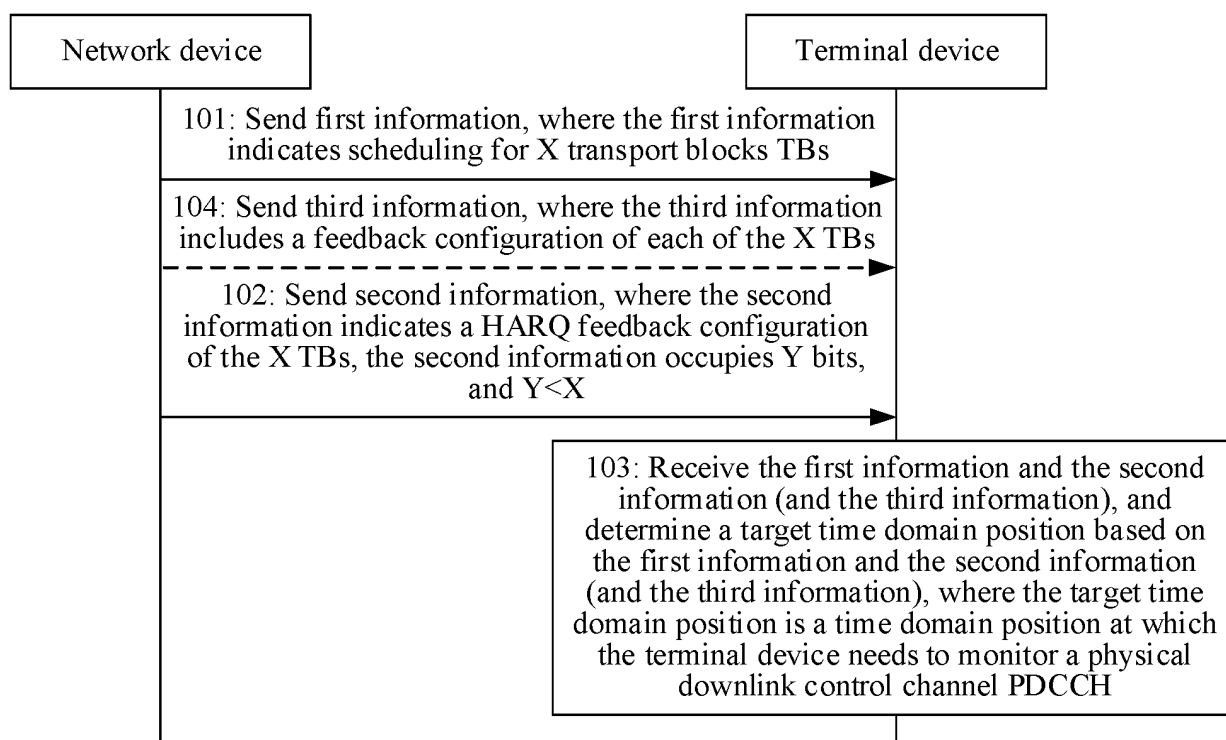 Network device
Terminal device
101: Send first information, where the first information
indicates scheduling for X transport blocks TBs
104: Send third information, where the third information
includes a feedback configuration of each of the X TBs
102: Send second information, where the second
information indicates a HARQ feedback configuration
of the X TBs, the second information occupies Y bits,
and Y<X
103: Receive the first information and the second
information (and the third information), and
determine a target time domain position based on
the first information and the second information
(and the third information), where the target time
domain position is a time domain position at which
the terminal device needs to monitor a physical
downlink control channel PDCCH